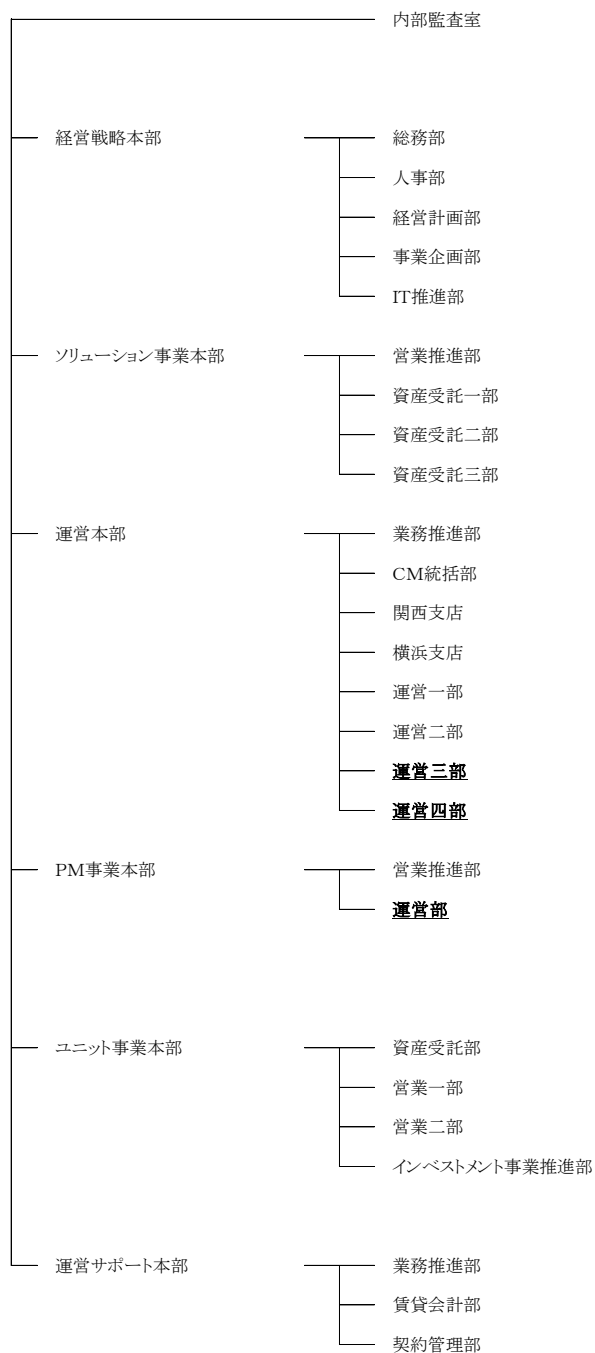 内部監査室
経営戦略本部 総務部
人事部
経営計画部
事業企画部
IT推進部
ソリューション事業本部 営業推進部
資産受託一部
資産受託二部
資産受託三部
運営本部 業務推進部
CM統括部
関西支店
横浜支店
運営一部
運営二部
運営三部
運営四部
PM事業本部 営業推進部
運営部
ユニット事業本部 資産受託部
営業一部
営業二部
インベストメント事業推進部
運営サポート本部 業務推進部
賃貸会計部
契約管理部